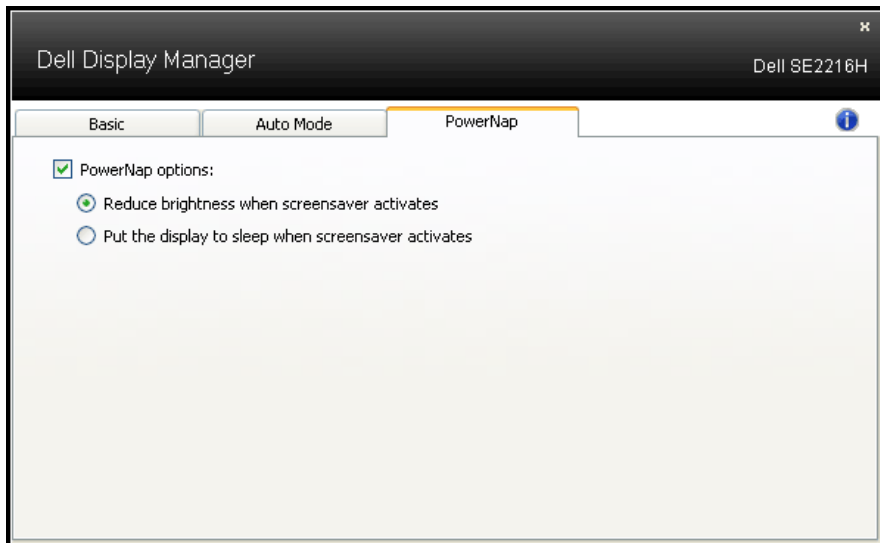 Dell Display Manager
Dell SE2216H
Basic
Auto Mode
PowerNap
PowerNap options:
Reduce brightness when screensaver activates
Put the display to sleep when screensaver activates